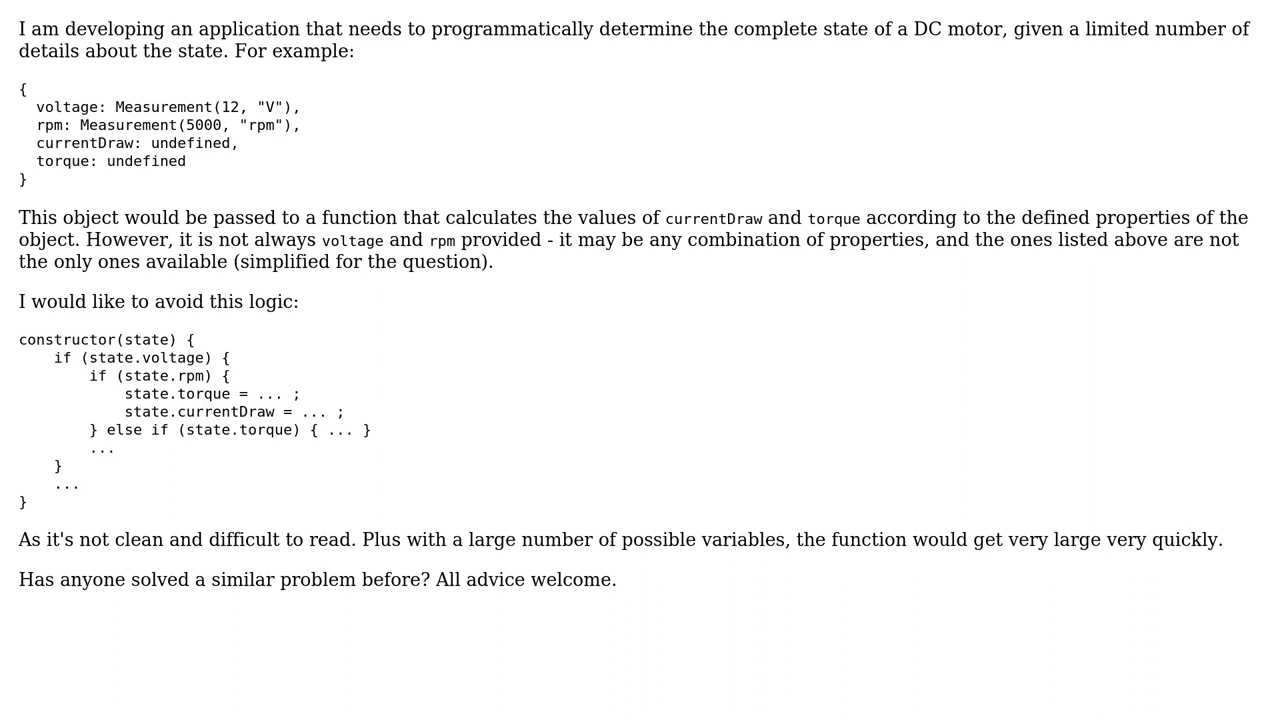 I am developing an application that needs to programmatically determine the complete state of a DC motor, given a limited number of
details about the state. For example:
{
  voltage: Measurement(12, "V"),
  rpm: Measurement(5000, "rpm"),
  currentDraw: undefined,
  torque: undefined
}
This object would be passed to a function that calculates the values of currentDraw and torque according to the defined properties of the
object. However, it is not always voltage and rpm provided - it may be any combination of properties, and the ones listed above are not
the only ones available (simplified for the question).
I would like to avoid this logic:
constructor(state) {
    if (state.voltage) {
        if (state.rpm) {
            state.torque = ... ;
            state.currentDraw = ... ;
        } else if (state.torque) { ... }
        ...
    }
    ...
}
As it's not clean and difficult to read. Plus with a large number of possible variables, the function would get very large very quickly.
Has anyone solved a similar problem before? All advice welcome.